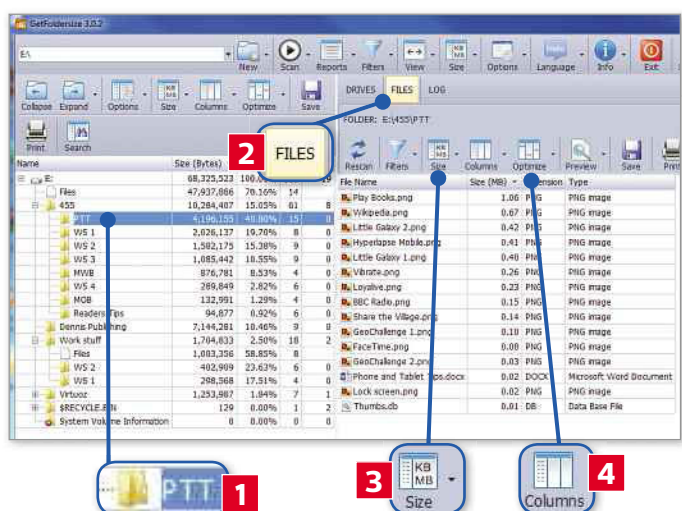 GetFoldersize 3.0.2
E:\
New Scan Reports Filters View Size Options Language Info Exit
Collapse Expand Options Size Columns Optimize Save
Print Search
DRIVES FILES LOG
FOLDER: E:\455\PTT
Rescan Filters Size Columns Optimize Preview Save Print
2 FILES
Name Size (Bytes)
E: 68,325,523
Files 47,937,866 70.16% 14
455 10,284,407 15.05% 61 8
PTT 4,196,155 40.80% 15 0
WS 1 2,026,137 19.70% 8 0
WS 2 1,582,175 15.38% 9 0
WS 3 1,085,442 10.55% 9 0
MWB 876,781 8.53% 4 0
WS 4 289,849 2.82% 6 0
MOB 132,991 1.29% 4 0
Readers Tips 94,877 0.92% 6 0
Dennis Publishing 7,144,281 10.46% 9 0
Work stuff 1,704,833 2.50% 18 2
Files 1,003,356 58.85% 8
WS 2 402,909 23.63% 6 0
WS 1 298,568 17.51% 4 0
Virtuoz 1,253,987 1.84% 7 1
$RECYCLE.BIN 129 0.00% 1 2
System Volume Information 0 0.00% 0 0
File Name Size (MB) Type
Play Books.png 1.06 PNG PNG image
Wikipedia.png 0.67 PNG PNG image
Little Galaxy 2.png 0.42 PNG PNG image
Hyperlapse Mobile.png 0.41 PNG PNG image
Little Galaxy 1.png 0.40 PNG PNG image
Vibrate.png 0.26 PNG PNG image
Loyalive.png 0.23 PNG PNG image
BBC Radio.png 0.15 PNG PNG image
Share the Village.png 0.14 PNG PNG image
GeoChallenge 1.png 0.10 PNG PNG image
FaceTime.png 0.08 PNG PNG image
GeoChallenge 2.png 0.03 PNG PNG image
Phone and Tablet Tips.docx 0.02 DOCX Microsoft Word Document
Lock screen.png 0.02 PNG PNG image
Thumbs.db 0.01 DB Data Base File
PTT 1
3 KB MB Size
Columns 4